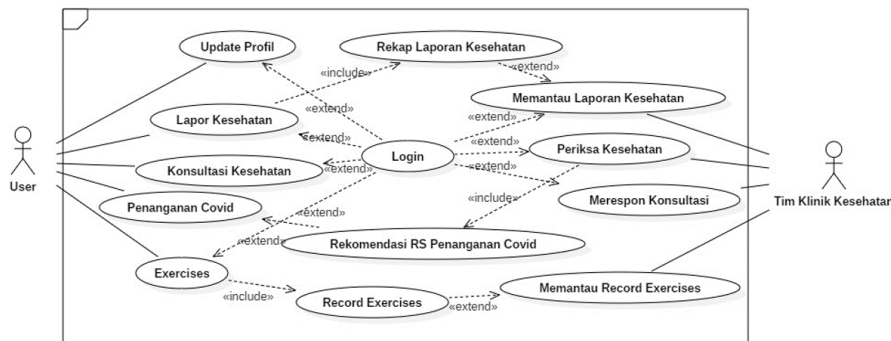 Update Profil
Rekap Laporan Kesehatan
«include»
«extend»
Memantau Laporan Kesehatan
«extend»
Lapor Kesehatan
«extend»
«extend»
«extend»
Periksa Kesehatan
Login
Konsultasi Kesehatan
«extend»
«extend»
User
Tim Klinik Kesehatan
Merespon Konsultasi
«include»
Penanganan Covid
«extend»
«extend»
Rekomendasi RS Penanganan Covid
Exercises
Memantau Record Exercises
«include»
Record Exercises
«extend»